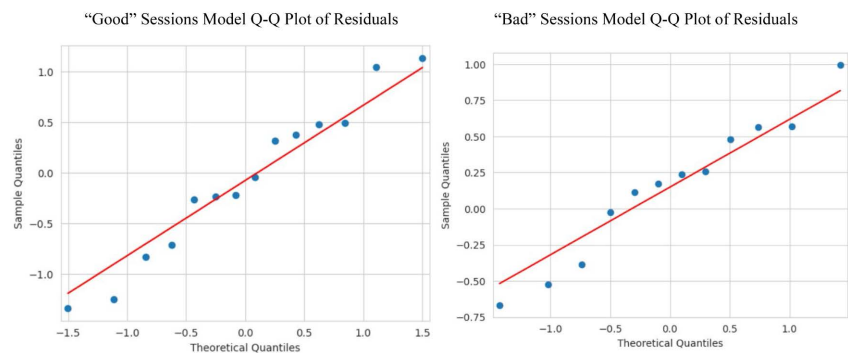 “Good” Sessions Model Q-Q Plot of Residuals
1.0
0.5
0.0
−0.5
−1.0
Sample Quantiles
−1.5 −1.0 −0.5 0.0 0.5 1.0 1.5
Theoretical Quantiles
“Bad” Sessions Model Q-Q Plot of Residuals
1.00
0.75
0.50
0.25
0.00
−0.25
−0.50
−0.75
Sample Quantiles
−1.0 −0.5 0.0 0.5 1.0
Theoretical Quantiles